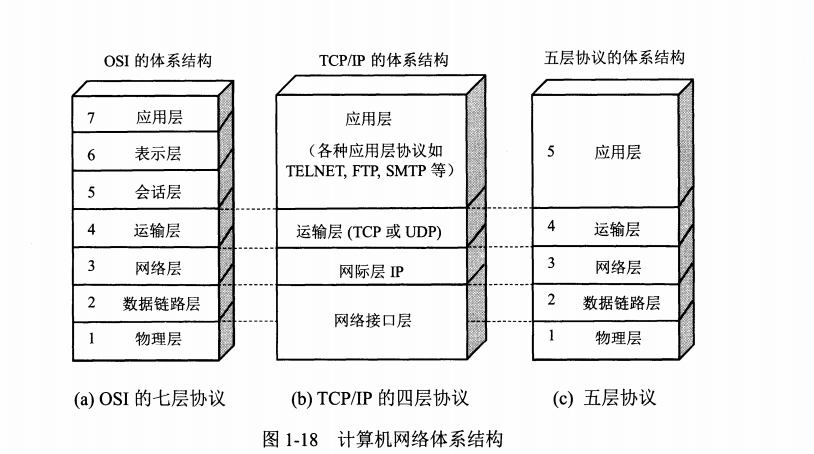 OSI 的体系结构
TCP/IP 的体系结构
五层协议的体系结构
7 应用层
6 表示层
5 会话层
4 运输层
3 网络层
2 数据链路层
1 物理层
应用层
（各种应用层协议如
TELNET, FTP, SMTP 等）
运输层 (TCP 或 UDP)
网际层 IP
网络接口层
5 应用层
4 运输层
3 网络层
2 数据链路层
1 物理层
(a) OSI 的七层协议
(b) TCP/IP 的四层协议
(c) 五层协议
图 1-18 计算机网络体系结构